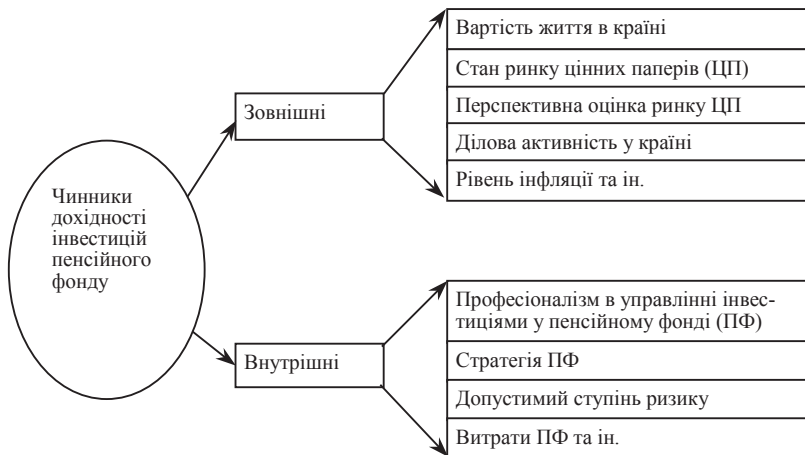 Чинники
дохідності
інвестицій
пенсійного
фонду
Зовнішні
Вартість життя в країні
Стан ринку цінних паперів (ЦП)
Перспективна оцінка ринку ЦП
Ділова активність у країні
Рівень інфляції та ін.
Внутрішні
Професіоналізм в управлінні інвес-
тиціями у пенсійному фонді (ПФ)
Стратегія ПФ
Допустимий ступінь ризику
Витрати ПФ та ін.